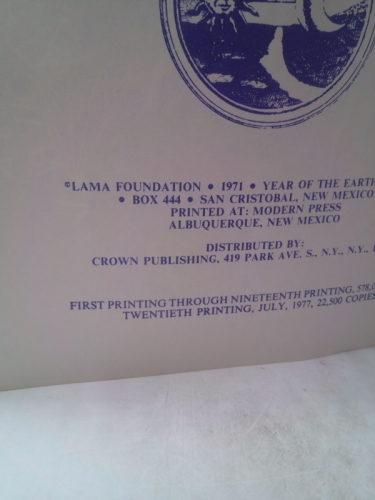 ©LAMA FOUNDATION • 1971 • YEAR OF THE EARTH
• BOX 444 • SAN CRISTOBAL, NEW MEXICO
PRINTED AT: MODERN PRESS
ALBUQUERQUE, NEW MEXICO
DISTRIBUTED BY:
CROWN PUBLISHING, 419 PARK AVE. S., N.Y., N.Y.,
FIRST PRINTING THROUGH NINETEENTH PRINTING, 578,0
TWENTIETH PRINTING, JULY, 1977, 22,500 COPIES